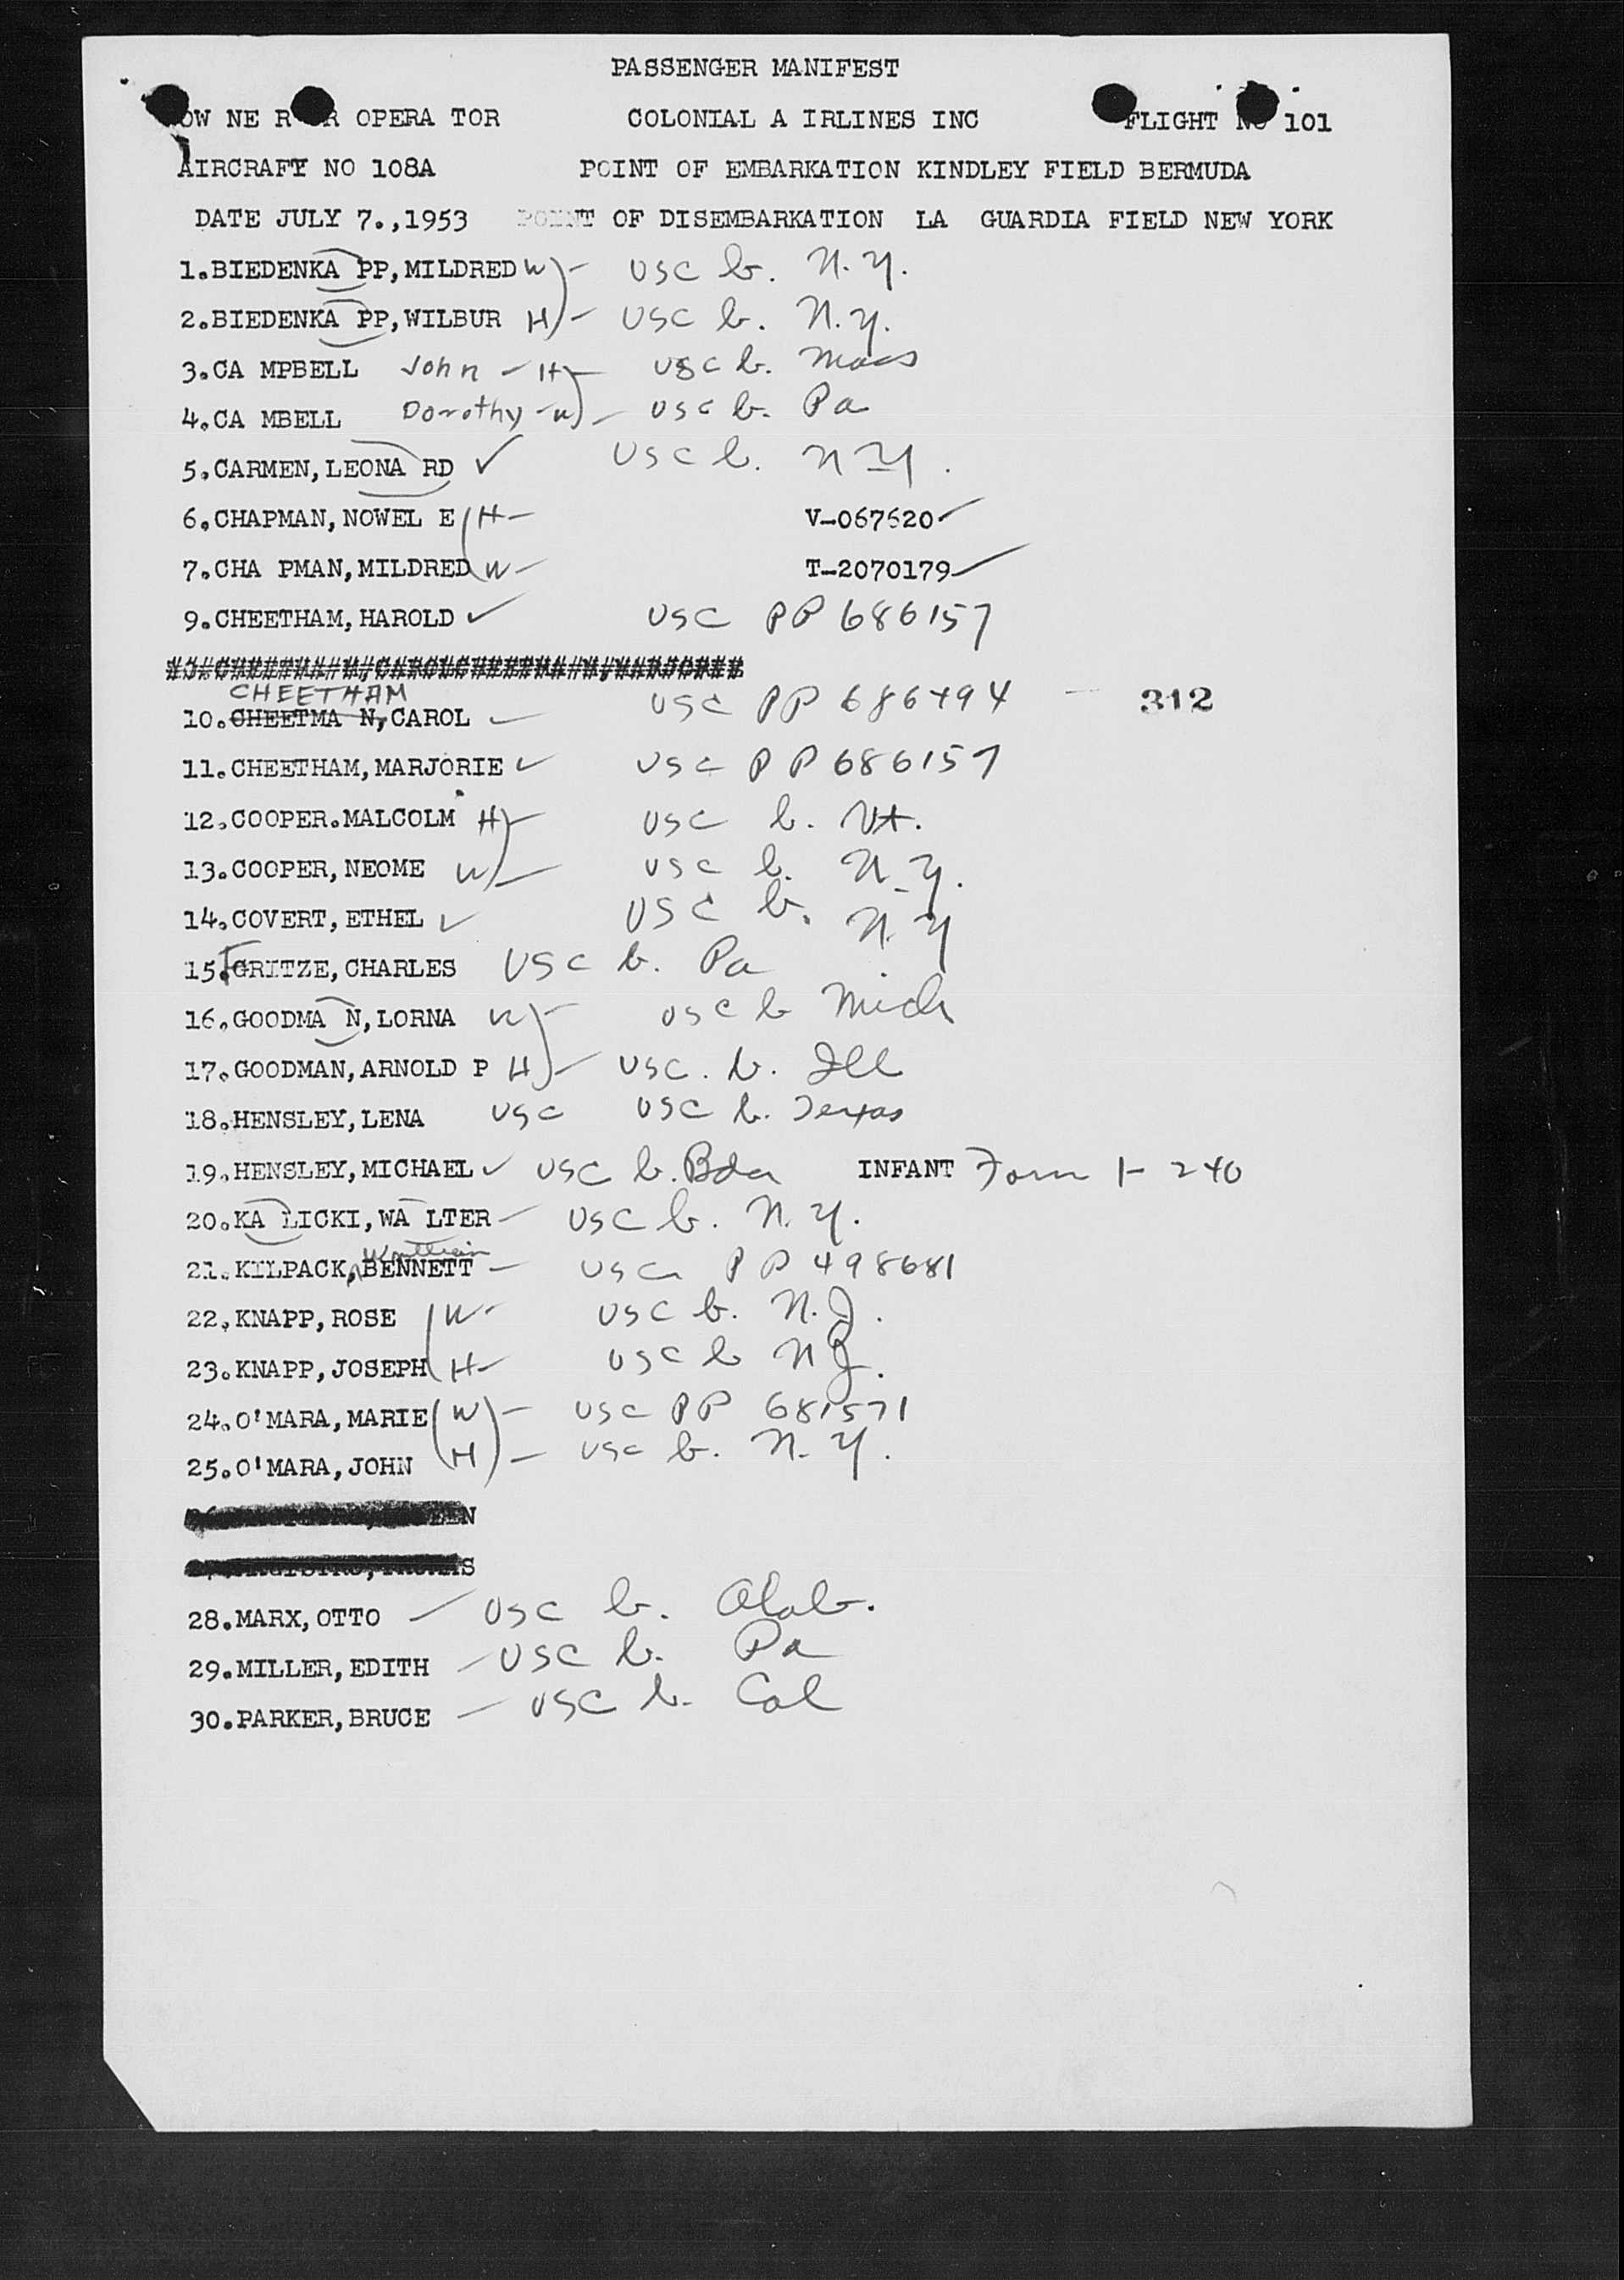 PASSENGER MANIFEST
OW NE R OPERA TOR COLONIAL A IRLINES INC FLIGHT NO 101
AIRCRAFT NO 108A POINT OF EMBARKATION KINDLEY FIELD BERMUDA
DATE JULY 7.,1953 POINT OF DISEMBARKATION LA GUARDIA FIELD NEW YORK
1.BIEDENKA PP,MILDRED W - USC b. N.Y.
2.BIEDENKA PP,WILBUR H - USC b. N.Y.
3.CA MPBELL John - H - USC b. Mass
4.CA MBELL Dorothy - W - USC b. Pa
5.CARMEN,LEONA RD ✓ USC b. NY.
6.CHAPMAN,NOWEL E H- V-067620 ✓
7.CHA PMAN,MILDRED W- T-2070179 ✓
9.CHEETHAM,HAROLD ✓ USC PP 686157
CHEETHAM
10.CHEETMA N,CAROL ✓ USC PP 686494 - 312
11.CHEETHAM,MARJORIE ✓ USC PP 686157
12.COOPER.MALCOLM H - USC b. Vt.
13.COOPER,NEOME W - USC b. N.Y.
14.COVERT,ETHEL ✓ USC b. N.Y
15.FRITZE,CHARLES USC b. Pa
16.GOODMA N,LORNA W - USC b Mich
17.GOODMAN,ARNOLD P H - USC. b. Ill
18.HENSLEY,LENA USC USC b. Texas
19.HENSLEY,MICHAEL ✓ USC b. Bda INFANT Form I-240
20.KA LICKI,WA LTER - USC b. N.Y.
William
21.KILPACK,BENNETT - USC PP 498681
22.KNAPP,ROSE W- USC b. N.J.
23.KNAPP,JOSEPH H- USC b NJ.
24.O'MARA,MARIE (W) - USC PP 681571
25.O'MARA,JOHN (H) - USC b. N.Y.
28.MARX,OTTO - USC b. Alab.
29.MILLER,EDITH - USC b. Pa
30.PARKER,BRUCE - USC b. Cal